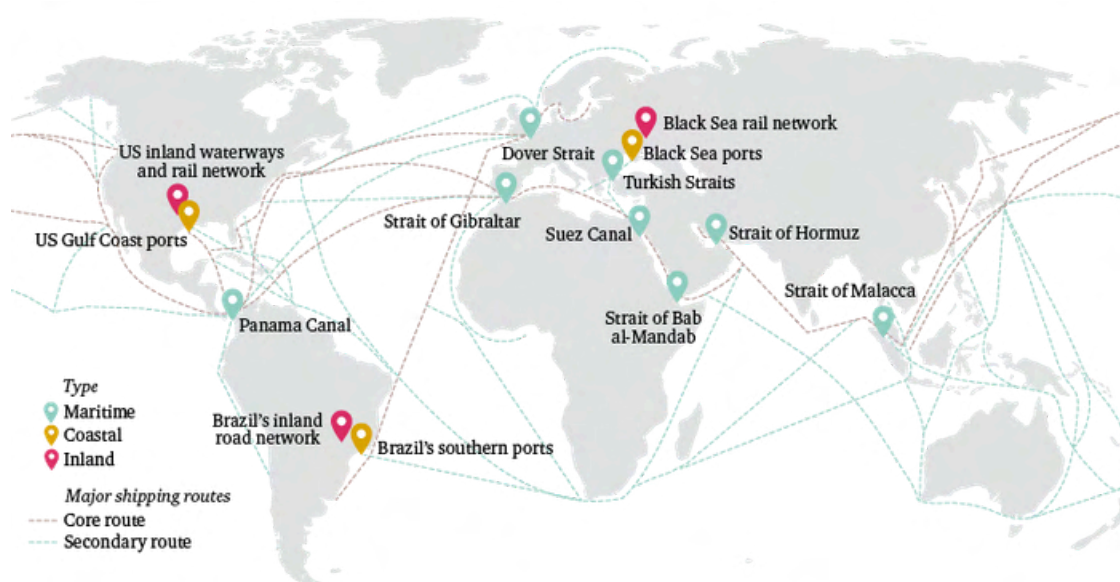 Black Sea rail network
US inland waterways
and rail network
Dover Strait
Black Sea ports
Turkish Straits
Strait of Gibraltar
US Gulf Coast ports
Suez Canal
Strait of Hormuz
Strait of Malacca
Panama Canal
Strait of Bab
al-Mandab
Type
Maritime
Coastal
Inland
Brazil's inland
road network
Brazil's southern ports
Major shipping routes
Core route
Secondary route